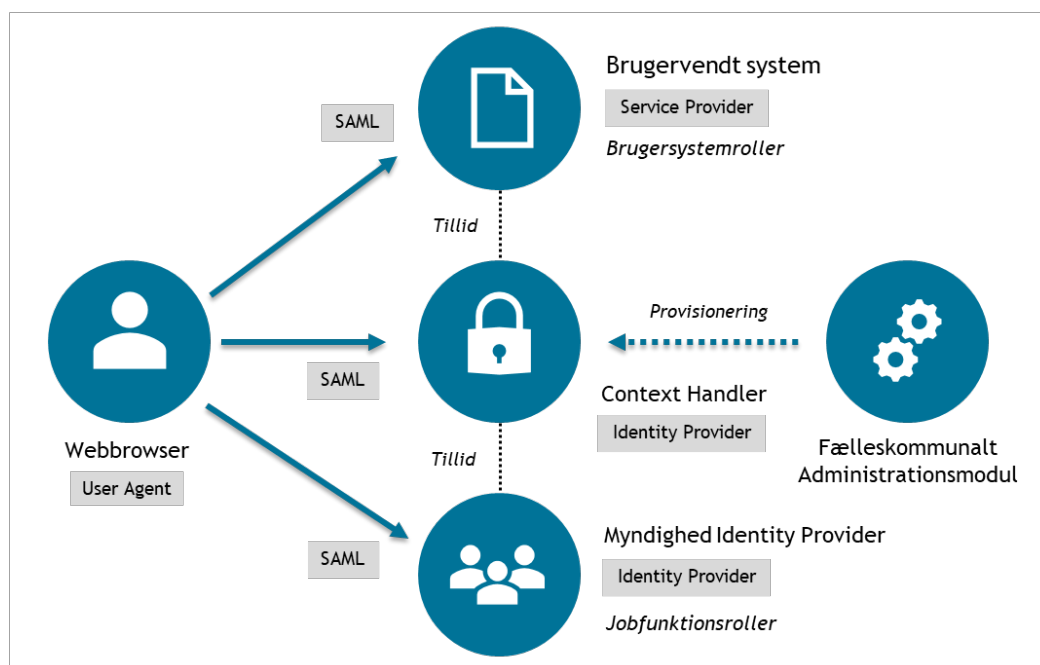 Brugervendt system
Service Provider
Brugersystemroller
SAML
Tillid
Provisionering
SAML
Context Handler
Identity Provider
Webbrowser
User Agent
Fælleskommunalt
Administrationsmodul
Tillid
SAML
Myndighed Identity Provider
Identity Provider
Jobfunktionsroller